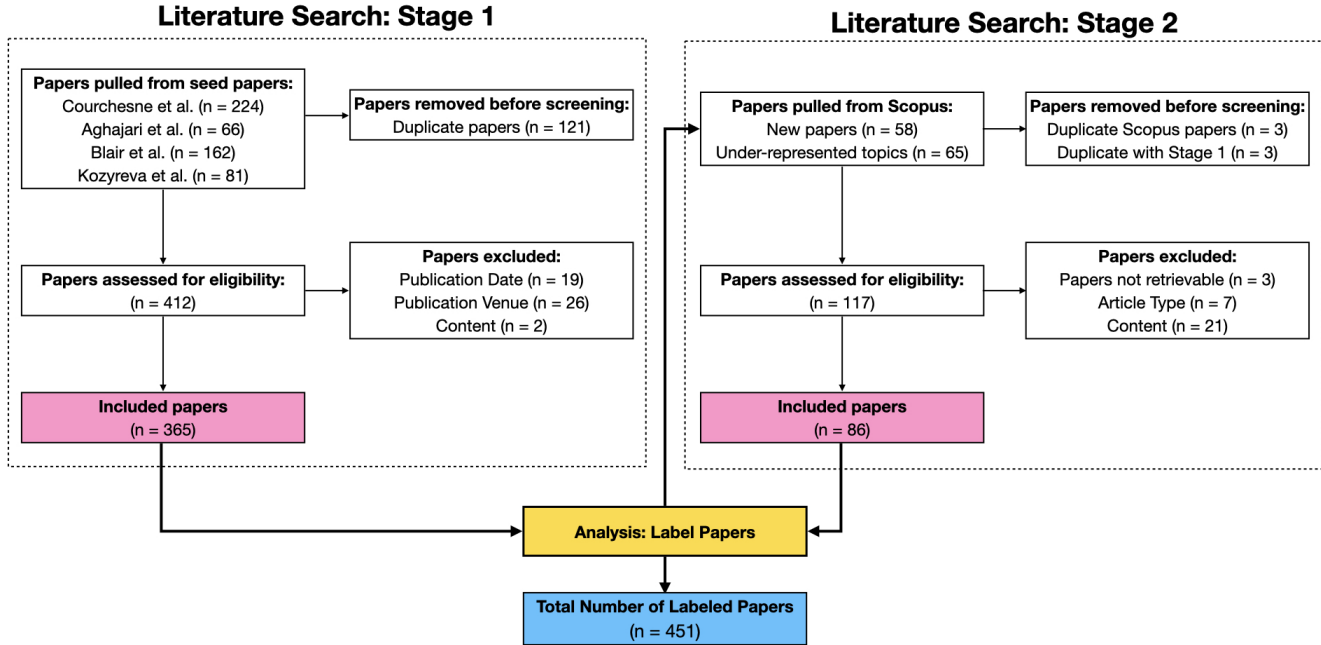 Literature Search: Stage 1
Papers pulled from seed papers:
Courchesne et al. (n = 224)
Aghajari et al. (n = 66)
Blair et al. (n = 162)
Kozyreva et al. (n = 81)
Papers removed before screening:
Duplicate papers (n = 121)
Papers assessed for eligibility:
(n = 412)
Papers excluded:
Publication Date (n = 19)
Publication Venue (n = 26)
Content (n = 2)
Included papers
(n = 365)
Literature Search: Stage 2
Papers pulled from Scopus:
New papers (n = 58)
Under-represented topics (n = 65)
Papers removed before screening:
Duplicate Scopus papers (n = 3)
Duplicate with Stage 1 (n = 3)
Papers assessed for eligibility:
(n = 117)
Papers excluded:
Papers not retrievable (n = 3)
Article Type (n = 7)
Content (n = 21)
Included papers
(n = 86)
Analysis: Label Papers
Total Number of Labeled Papers
(n = 451)